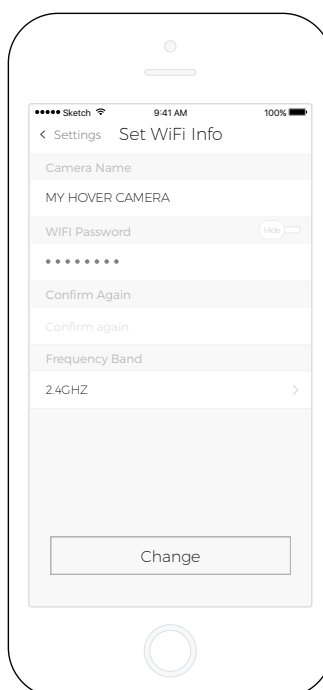 ●●●●● Sketch 9:41 AM 100%
< Settings Set WiFi Info
Camera Name
MY HOVER CAMERA
WIFI Password Hide
● ● ● ● ● ● ● ●
Confirm Again
Confirm again
Frequency Band
2.4GHZ >
Change